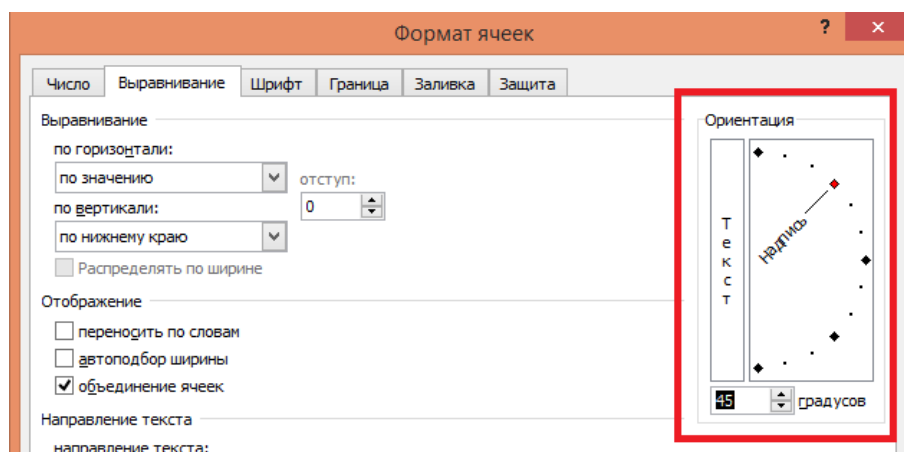 Формат ячеек
?
×
Число Выравнивание Шрифт Граница Заливка Защита
Выравнивание
по горизонтали:
по значению
отступ:
0
по вертикали:
по нижнему краю
Распределять по ширине
Отображение
переносить по словам
автоподбор ширины
объединение ячеек
Направление текста
направление текста:
Ориентация
Текст
Надпись
45 градусов